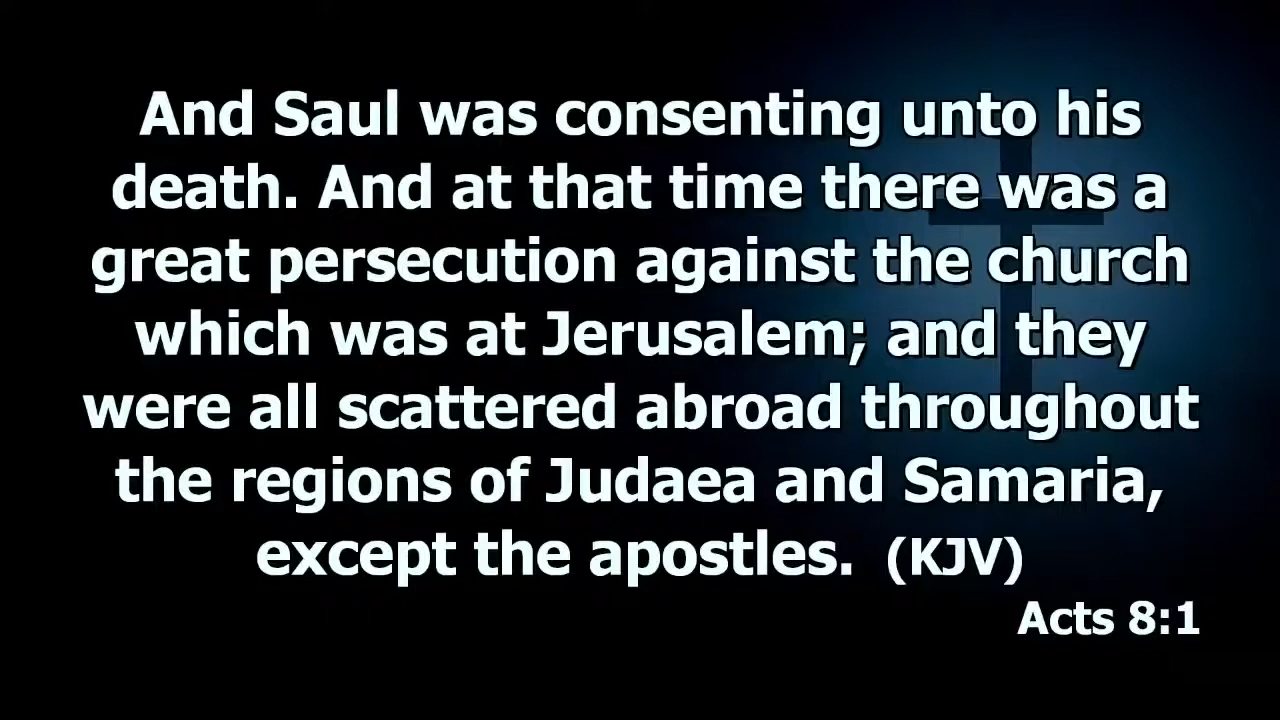 And Saul was consenting unto his
death. And at that time there was a
great persecution against the church
which was at Jerusalem; and they
were all scattered abroad throughout
the regions of Judaea and Samaria,
except the apostles. (KJV)
Acts 8:1